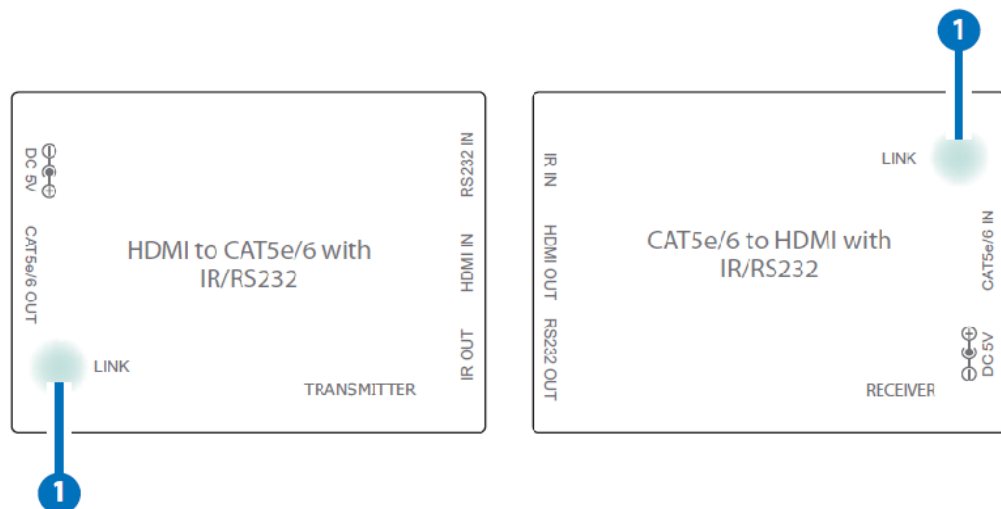 1
DC 5V
CAT5e/6 OUT
HDMI to CAT5e/6 with
IR/RS232
LINK
TRANSMITTER
RS232 IN
HDMI IN
IR OUT
1
IR IN
HDMI OUT
RS232 OUT
LINK
CAT5e/6 to HDMI with
IR/RS232
RECEIVER
CAT5e/6 IN
DC 5V